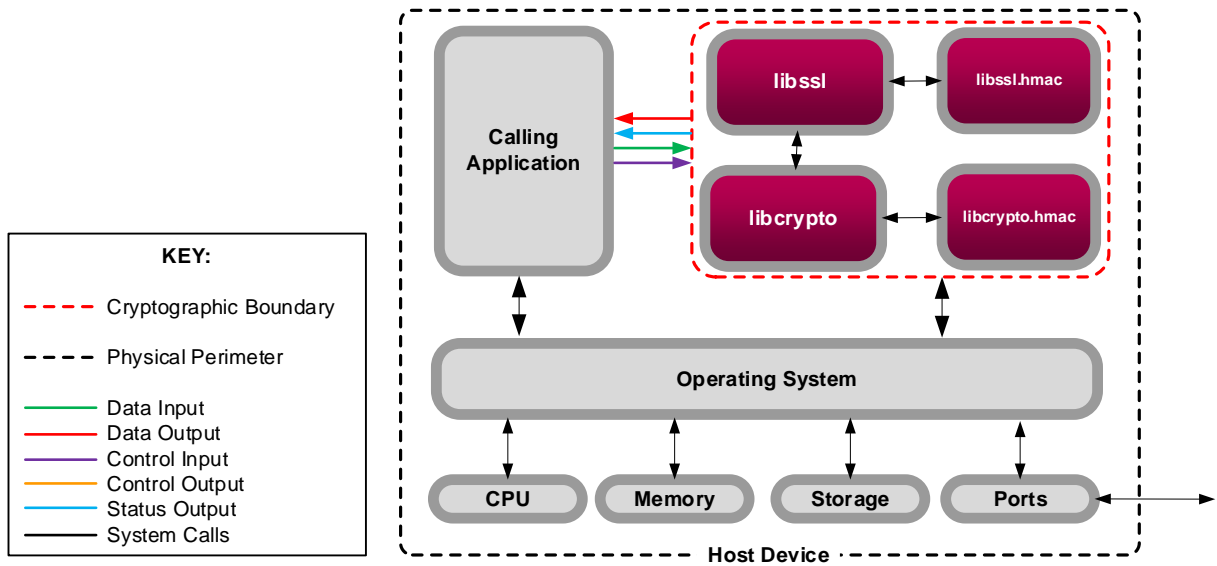 libssl
libssl.hmac
Calling
Application
libcrypto
libcrypto.hmac
KEY:
Cryptographic Boundary
Physical Perimeter
Data Input
Data Output
Control Input
Control Output
Status Output
System Calls
Operating System
CPU
Memory
Storage
Ports
Host Device